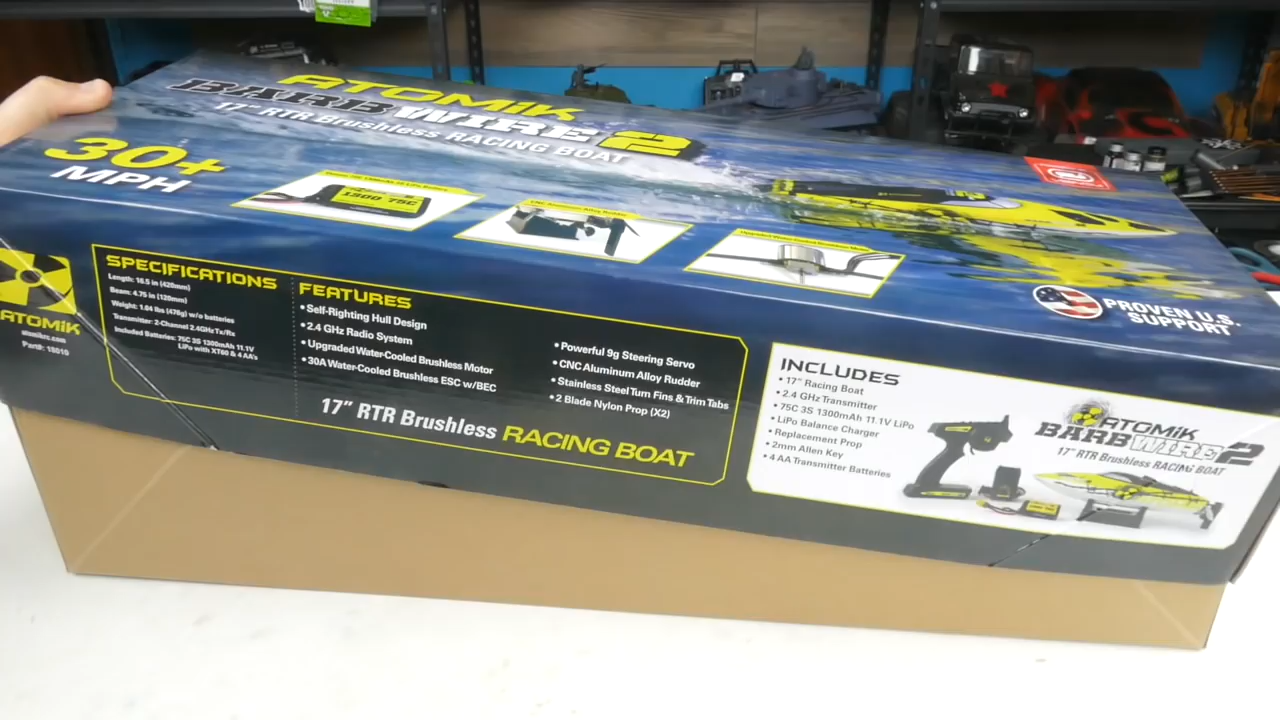 ATOMIK
BARBWIRE 2
17" RTR Brushless RACING BOAT
30+
MPH
1300 75C
PROVEN U.S.
SUPPORT
ATOMIK
atomikrc.com
Part#: 18010
SPECIFICATIONS
Length: 16.5 in (420mm)
Beam: 4.75 in (120mm)
Weight: 1.04 lbs (476g) w/o batteries
Transmitter: 2-Channel 2.4GHz Tx/Rx
Included Batteries: 75C 3S 1300mAh 11.1V
LiPo with XT60 & 4 AA's
FEATURES
• Self-Righting Hull Design
• 2.4 GHz Radio System
• Upgraded Water-Cooled Brushless Motor
• 30A Water-Cooled Brushless ESC w/BEC
• Powerful 9g Steering Servo
• CNC Aluminum Alloy Rudder
• Stainless Steel Turn Fins & Trim Tabs
• 2 Blade Nylon Prop (X2)
17" RTR Brushless RACING BOAT
INCLUDES
• 17" Racing Boat
• 2.4 GHz Transmitter
• 75C 3S 1300mAh 11.1V LiPo
• LiPo Balance Charger
• Replacement Prop
• 2mm Allen Key
• 4 AA Transmitter Batteries
ATOMIK
BARBWIRE 2
17" RTR Brushless RACING BOAT